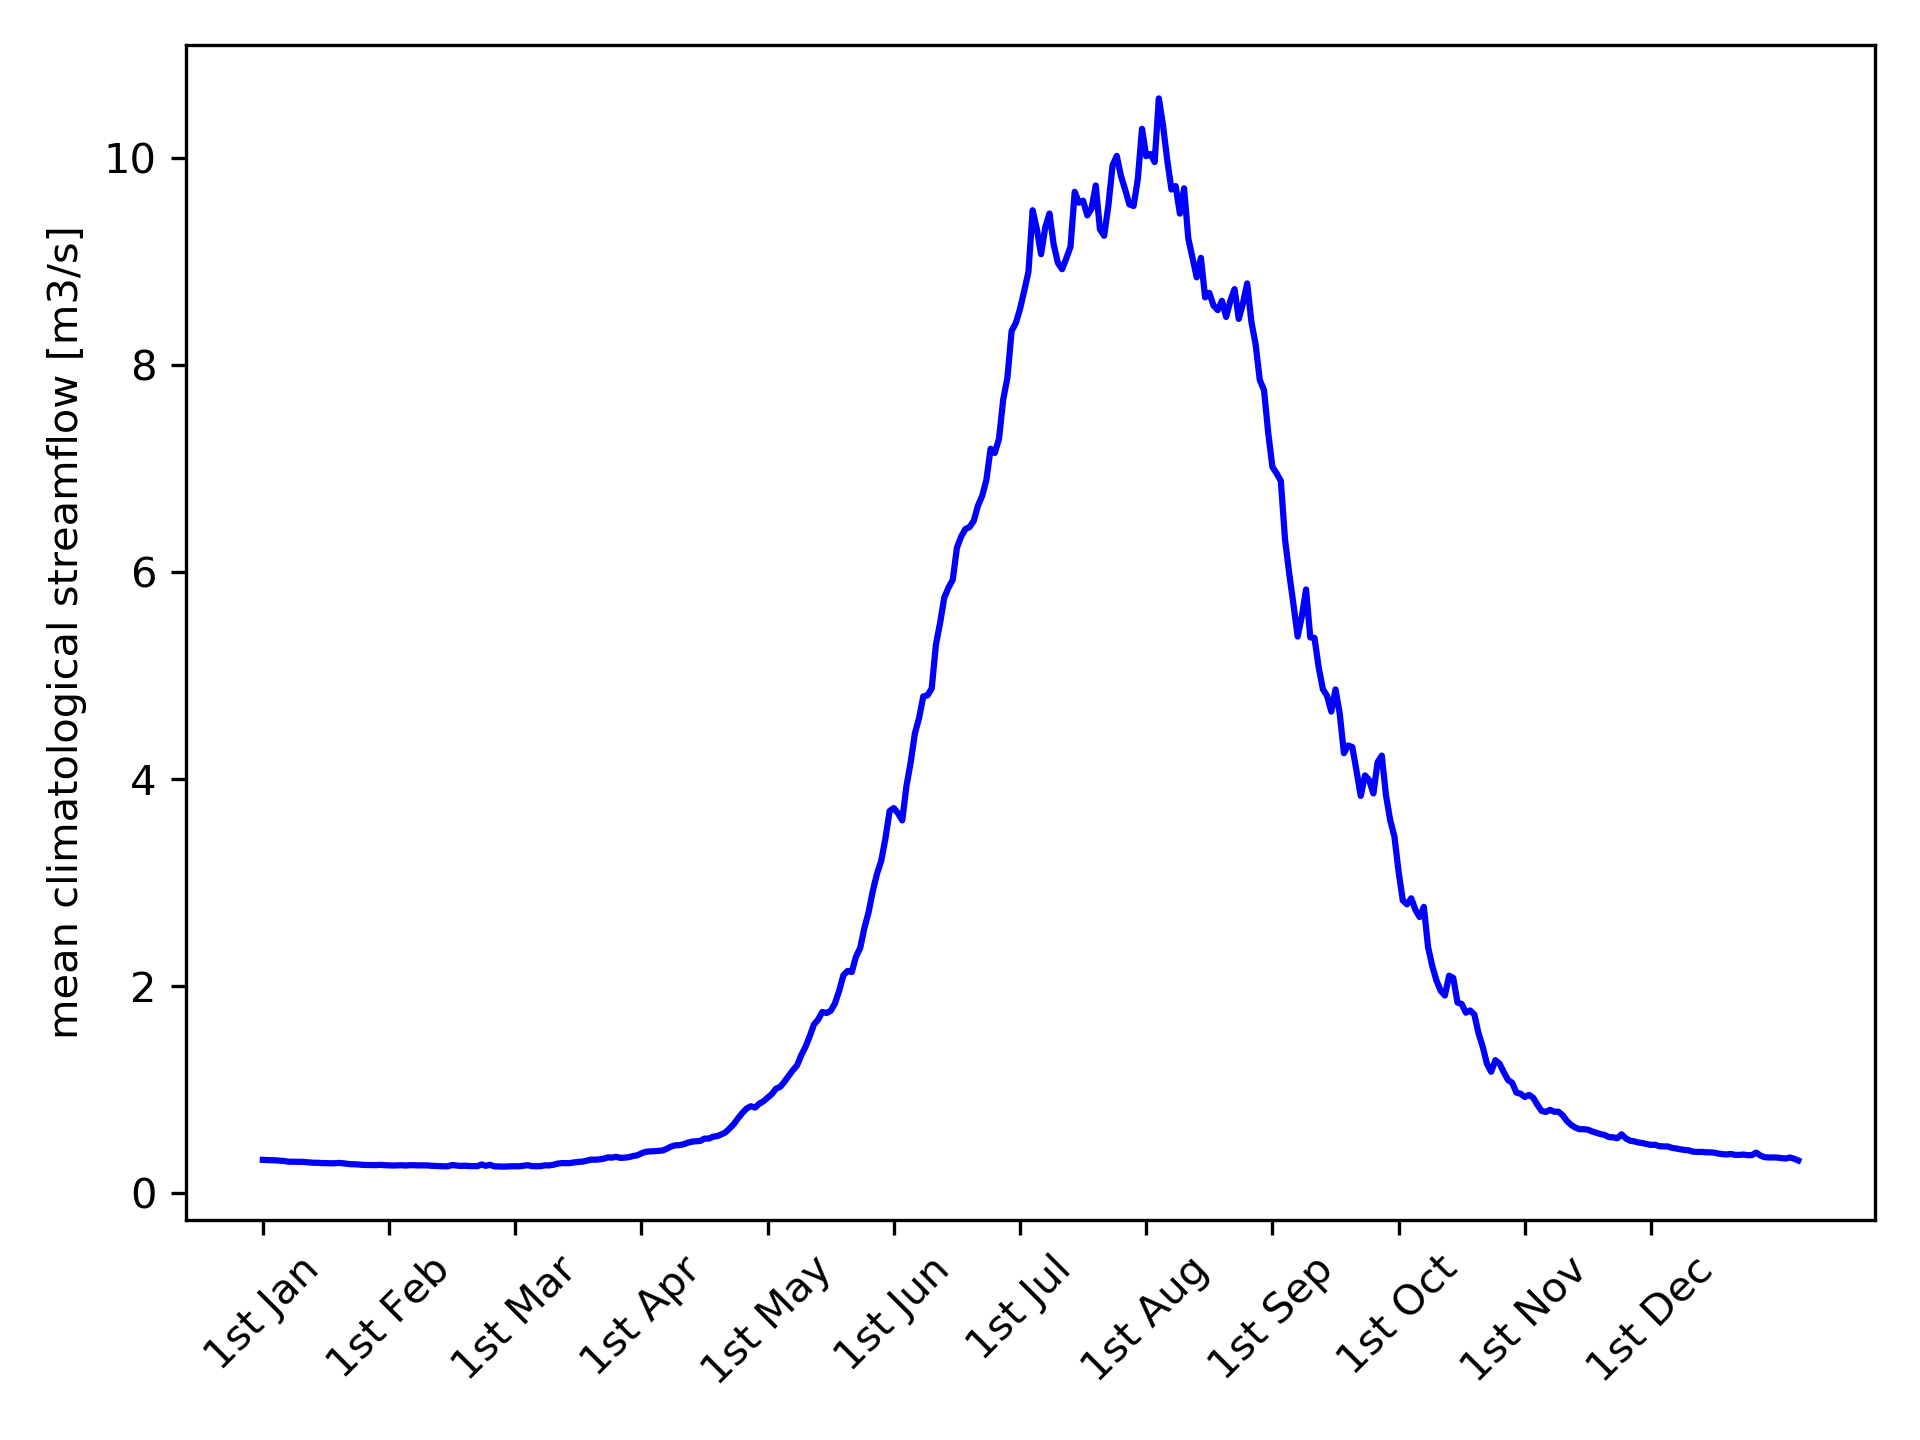 mean climatological streamflow [m3/s]
10
8
6
4
2
0
1st Jan
1st Feb
1st Mar
1st Apr
1st May
1st Jun
1st Jul
1st Aug
1st Sep
1st Oct
1st Nov
1st Dec